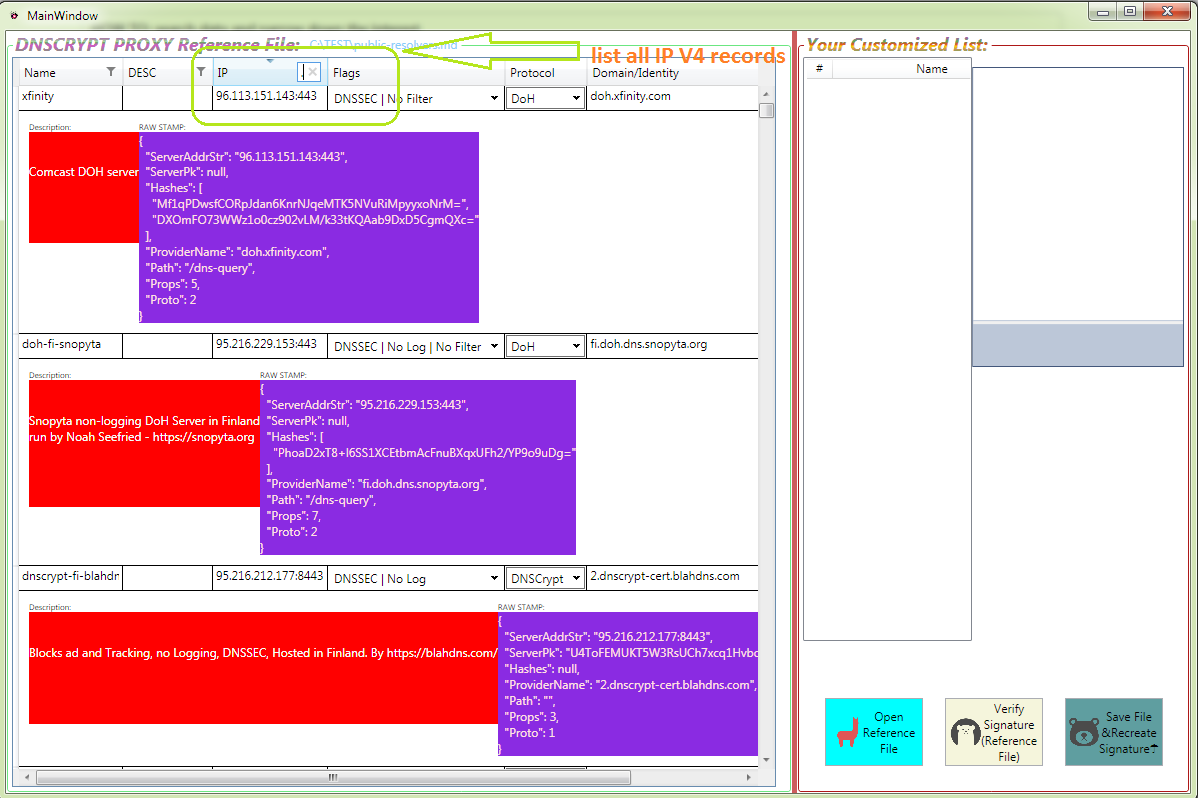 MainWindow
DNSCRYPT PROXY Reference File: C:\TEST\public-resolvers.md
list all IP V4 records
Name DESC IP . Flags Protocol Domain/Identity
xfinity 96.113.151.143:443 DNSSEC | No Filter DoH doh.xfinity.com
Description: RAW STAMP:
Comcast DOH server
{
"ServerAddrStr": "96.113.151.143:443",
"ServerPk": null,
"Hashes": [
"Mf1qPDwsfCORpJdan6KnrNJqeMTK5NVuRiMpyyxoNrM=",
"DXOmFO73WWz1o0cz902vLM/k33tKQAab9DxD5CgmQXc="
],
"ProviderName": "doh.xfinity.com",
"Path": "/dns-query",
"Props": 5,
"Proto": 2
}
doh-fi-snopyta 95.216.229.153:443 DNSSEC | No Log | No Filter DoH fi.doh.dns.snopyta.org
Description: RAW STAMP:
Snopyta non-logging DoH Server in Finland
run by Noah Seefried - https://snopyta.org
{
"ServerAddrStr": "95.216.229.153:443",
"ServerPk": null,
"Hashes": [
"PhoaD2xT8+I6SS1XCEtbmAcFnuBXqxUFh2/YP9o9uDg="
],
"ProviderName": "fi.doh.dns.snopyta.org",
"Path": "/dns-query",
"Props": 7,
"Proto": 2
}
dnscrypt-fi-blahdn 95.216.212.177:8443 DNSSEC | No Log DNSCrypt 2.dnscrypt-cert.blahdns.com
Description: RAW STAMP:
Blocks ad and Tracking, no Logging, DNSSEC, Hosted in Finland. By https://blahdns.com/
{
"ServerAddrStr": "95.216.212.177:8443",
"ServerPk": "U4ToFEMUKT5W3RsUCh7xcq1Hvbc
"Hashes": null,
"ProviderName": "2.dnscrypt-cert.blahdns.com",
"Path": "",
"Props": 3,
"Proto": 1
}
Your Customized List:
# Name
Open
Reference
File
Verify
Signature
(Reference
File)
Save File
&Recreate
Signature